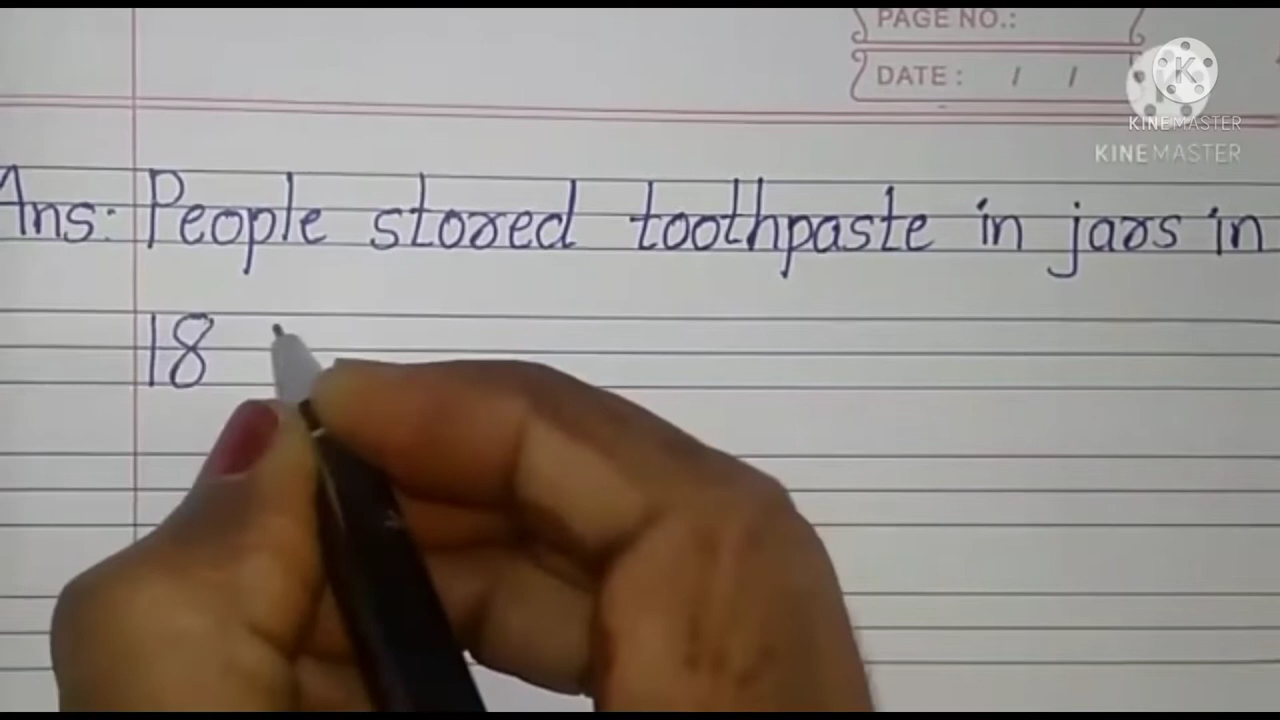 PAGE NO.:
DATE : / /
K
KINEMASTER
KINEMASTER
Ans: People stored toothpaste in jars in
18